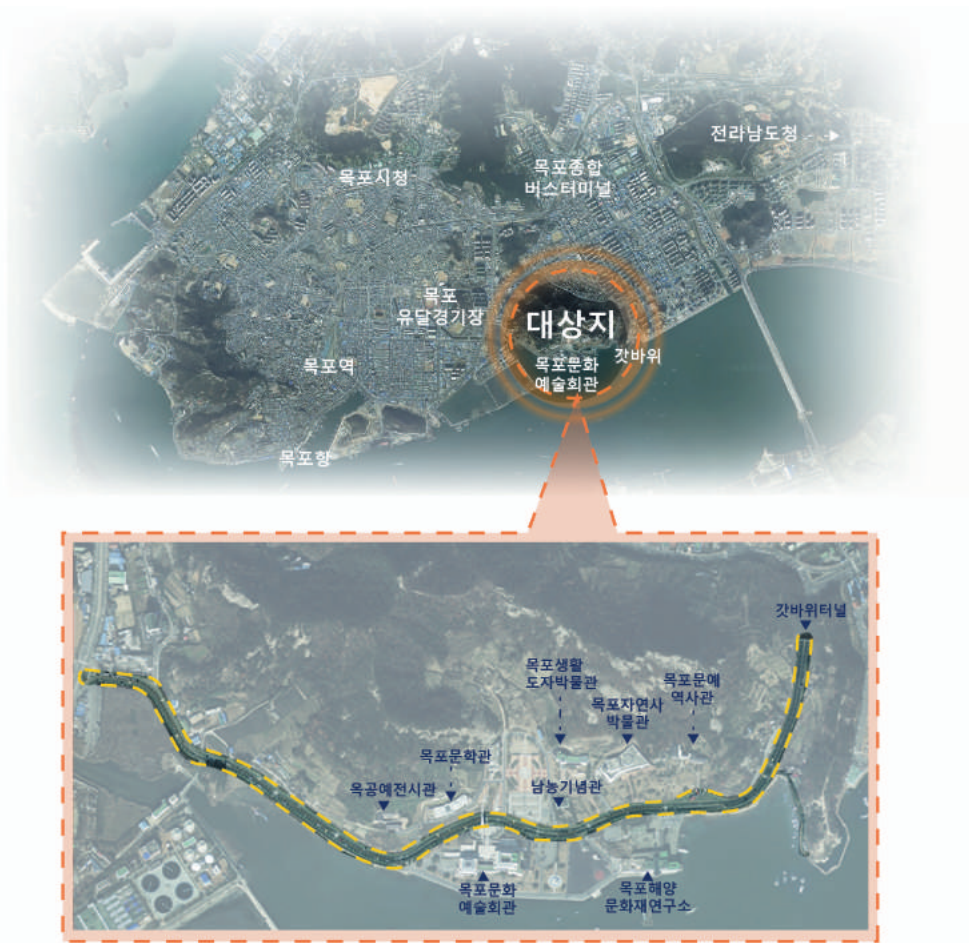 전라남도청
목포시청
목포종합
버스터미널
목포
유달경기장
대상지
갓바위
목포역
목포문화
예술회관
목포항
갓바위터널
목포생활
도자박물관
목포문예
역사관
목포자연사
박물관
목포문학관
옥공예전시관
남농기념관
목포문화
예술회관
목포해양
문화재연구소